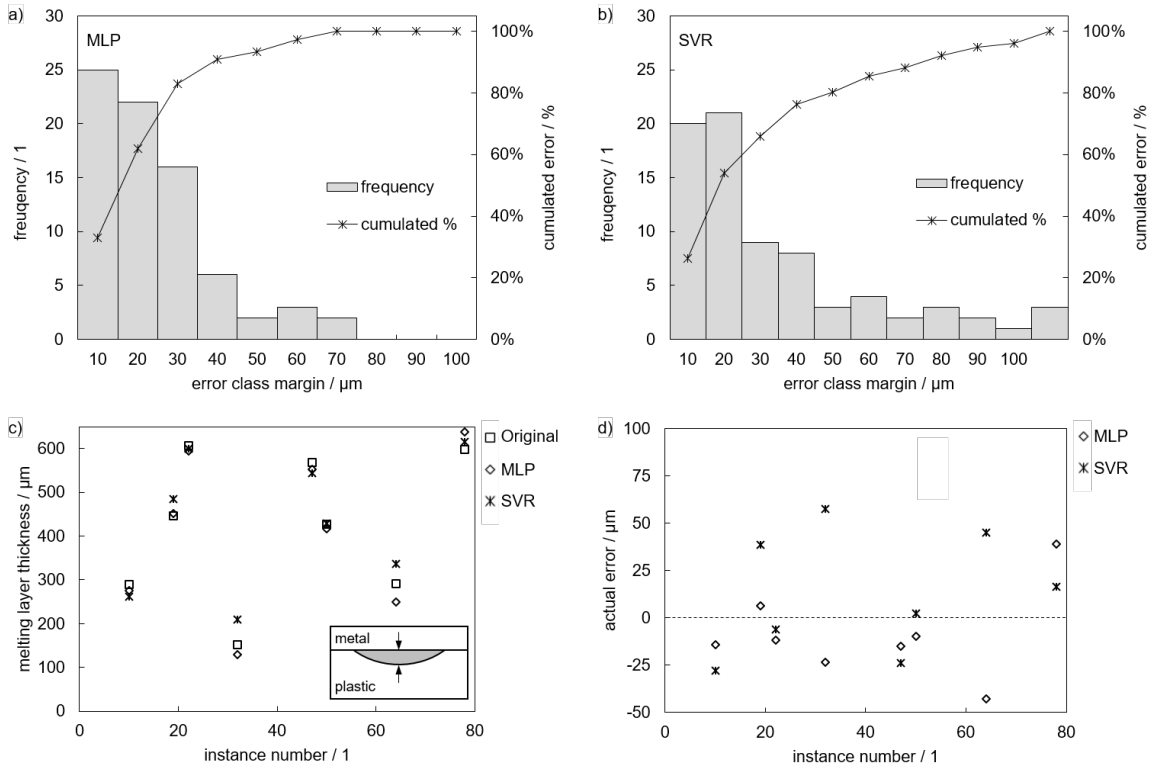 a)
MLP
30
25
20
15
10
5
0
freuqency / 1
100%
80%
60%
40%
20%
0%
cumulated error / %
frequency
cumulated %
10 20 30 40 50 60 70 80 90 100
error class margin / µm
b)
SVR
30
25
20
15
10
5
0
freuqency / 1
100%
80%
60%
40%
20%
0%
cumulated error / %
frequency
cumulated %
10 20 30 40 50 60 70 80 90 100
error class margin / µm
c)
600
500
400
300
200
100
0
melting layer thickness / µm
Original
MLP
SVR
metal
plastic
0 20 40 60 80
instance number / 1
d)
100
75
50
25
0
-25
-50
actual error / µm
MLP
SVR
0 20 40 60 80
instance number / 1